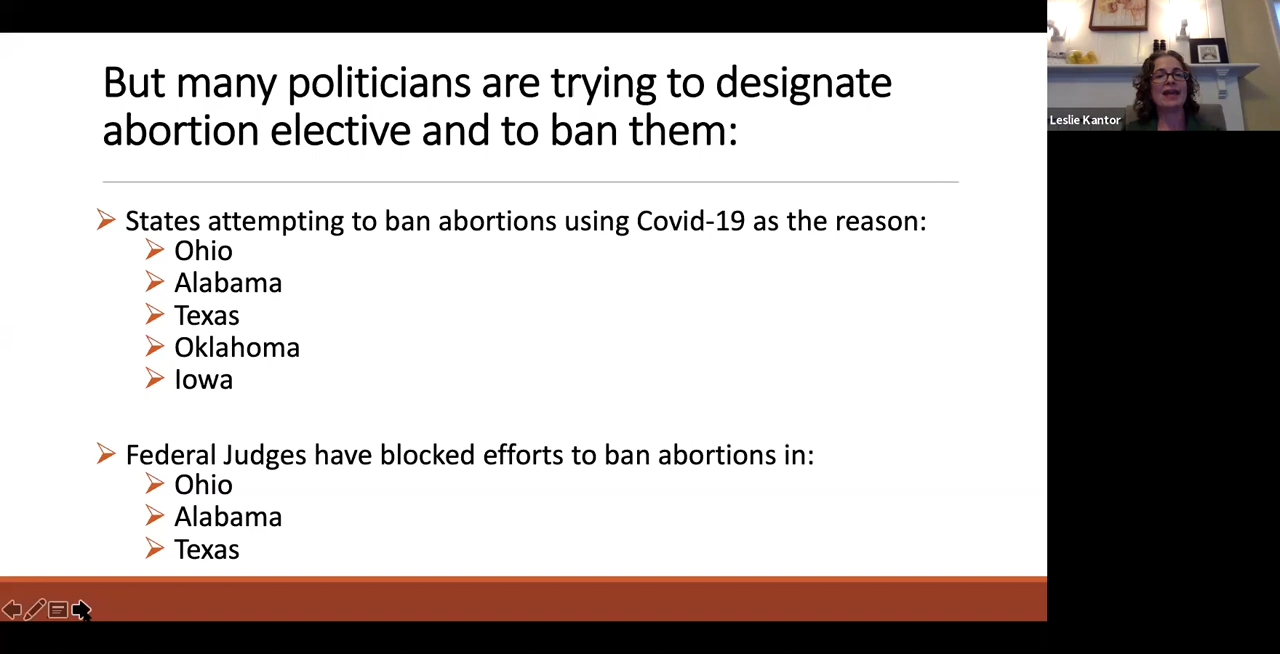 But many politicians are trying to designate
abortion elective and to ban them:
States attempting to ban abortions using Covid-19 as the reason:
Ohio
Alabama
Texas
Oklahoma
Iowa
Federal Judges have blocked efforts to ban abortions in:
Ohio
Alabama
Texas
Leslie Kantor